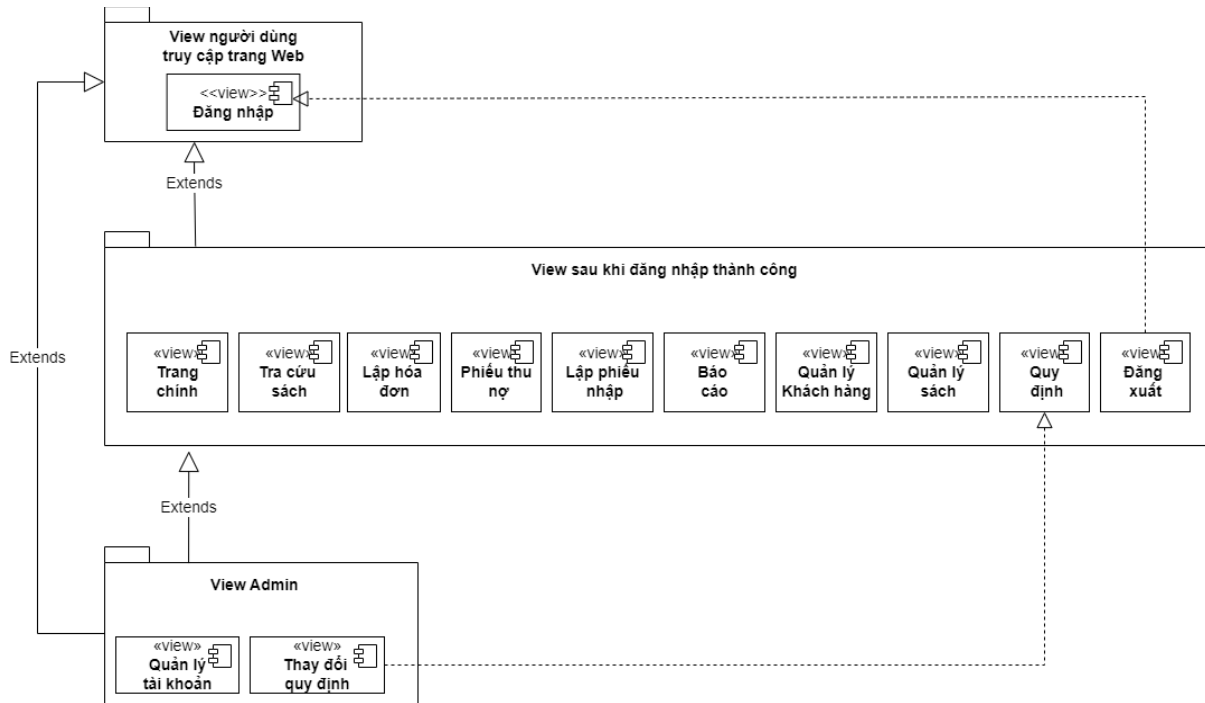 View người dùng
truy cập trang Web
<<view>>
Đăng nhập
Extends
View sau khi đăng nhập thành công
«view»
Trang
chính
«view»
Tra cứu
sách
«view»
Lập hóa
đơn
«view»
Phiếu thu
nợ
«view»
Lập phiếu
nhập
«view»
Báo
cáo
«view»
Quản lý
Khách hàng
«view»
Quản lý
sách
«view»
Quy
định
«view»
Đăng
xuất
Extends
Extends
View Admin
«view»
Quản lý
tài khoản
«view»
Thay đổi
quy định